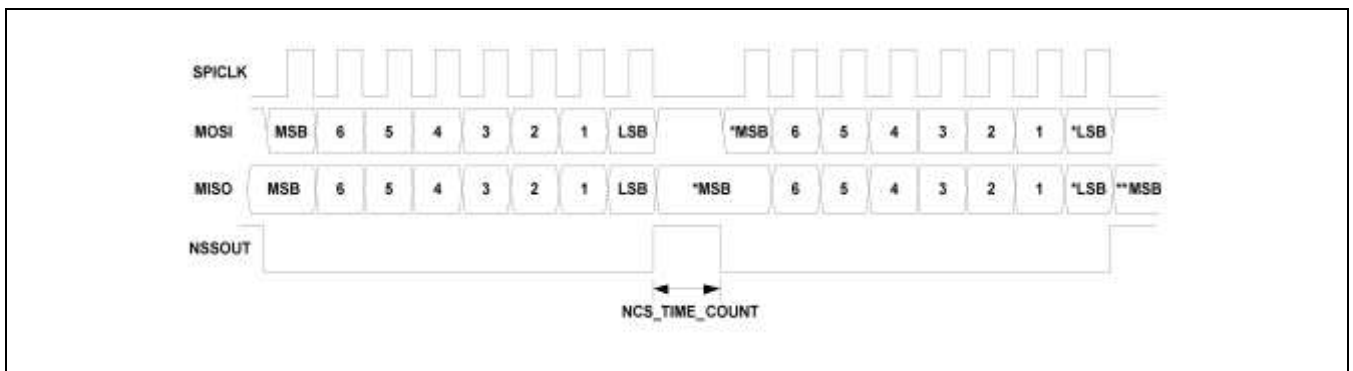 SPICLK
MOSI MSB 6 5 4 3 2 1 LSB *MSB 6 5 4 3 2 1 *LSB
MISO MSB 6 5 4 3 2 1 LSB *MSB 6 5 4 3 2 1 *LSB **MSB
NSSOUT
NCS_TIME_COUNT